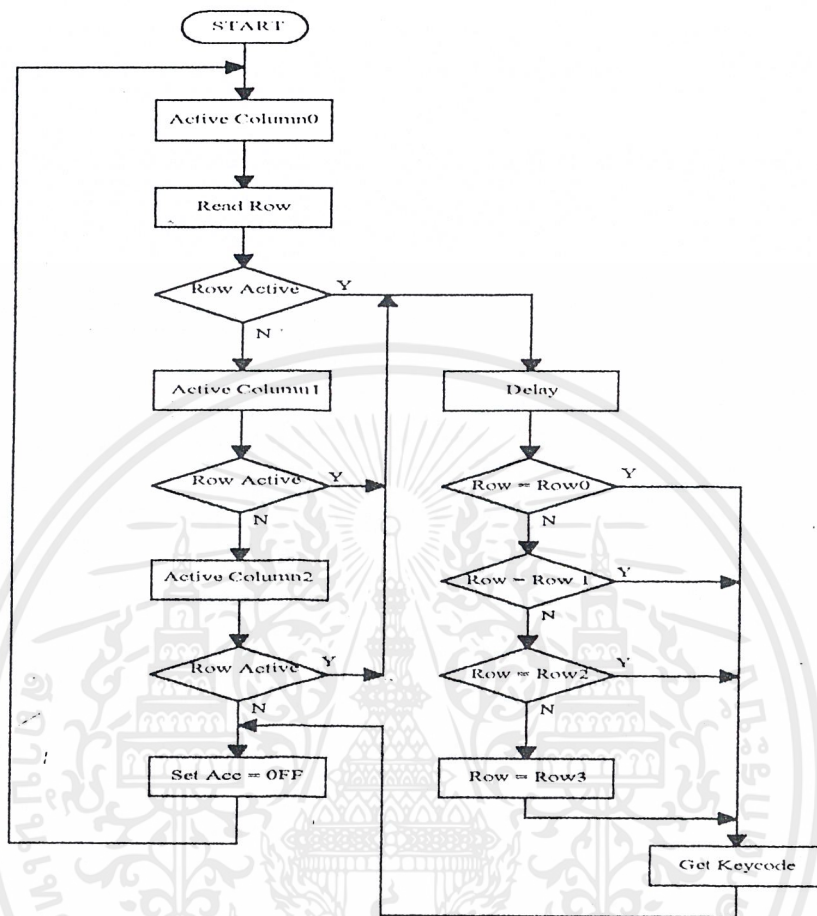 START
Active Column0
Read Row
Row Active
Y
N
Active Column1
Row Active
Y
N
Active Column2
Row Active
Y
N
Set Acc = 0FF
Delay
Row = Row0
Y
N
Row = Row 1
Y
N
Row = Row2
Y
N
Row = Row3
Get Keycode